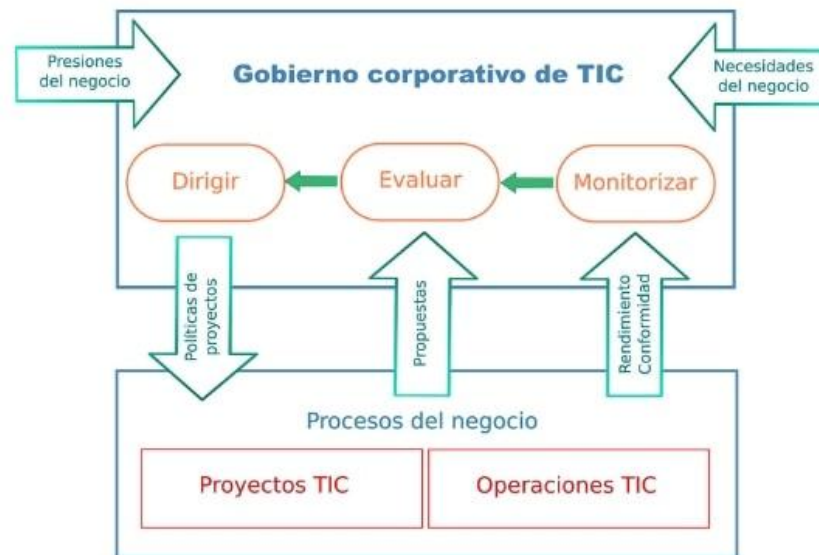 Presiones
del negocio
Gobierno corporativo de TIC
Necesidades
del negocio
Dirigir
Evaluar
Monitorizar
Políticas de
proyectos
Propuestas
Rendimiento
Conformidad
Procesos del negocio
Proyectos TIC
Operaciones TIC